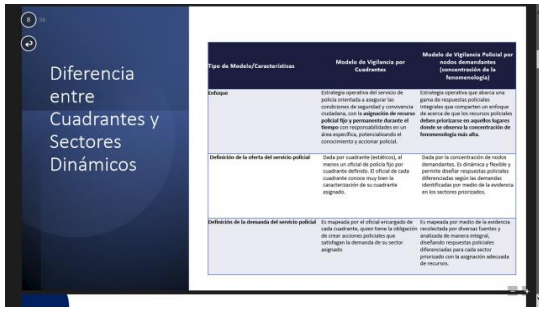 8
56
Diferencia
entre
Cuadrantes y
Sectores
Dinámicos
Tipo de Modelo/Características
Modelo de Vigilancia por
Cuadrantes
Modelo de Vigilancia Policial por
nodos demandantes
(concentración de la
fenomenología)
Enfoque
Estrategia operativa del servicio de
policía orientada a asegurar las
condiciones de seguridad y convivencia
ciudadana, con la asignación de recurso
policial fijo y permanente durante el
tiempo con responsabilidades en un
área específica, potencializando el
conocimiento y accionar policial.
Estrategia operativa que abarca una
gama de respuestas policiales
integrales que comparten un enfoque
de acerca de que los recursos policiales
deben priorizarse en aquellos lugares
donde se observa la concentración de
fenomenología más alta.
Definición de la oferta del servicio policial
Dada por cuadrante (estáticos), al
menos un oficial de policía fijo por
cuadrante definido. El oficial de cada
cuadrante conoce muy bien la
caracterización de su cuadrante
asignado.
Dada por la concentración de nodos
demandantes. Es dinámica y flexible y
permite diseñar respuestas policiales
diferenciadas según las demandas
identificadas por medio de la evidencia
en los sectores priorizados.
Definición de la demanda del servicio policial
Es mapeada por el oficial encargado de
cada cuadrante, quien tiene la obligación
de crear acciones policiales que
satisfagan la demanda de su sector
asignado
Es mapeada por medio de la evidencia
recolectada por diversas fuentes y
analizada de manera integral,
diseñando respuestas policiales
diferenciadas para cada sector
priorizado con la asignación adecuada
de recursos.